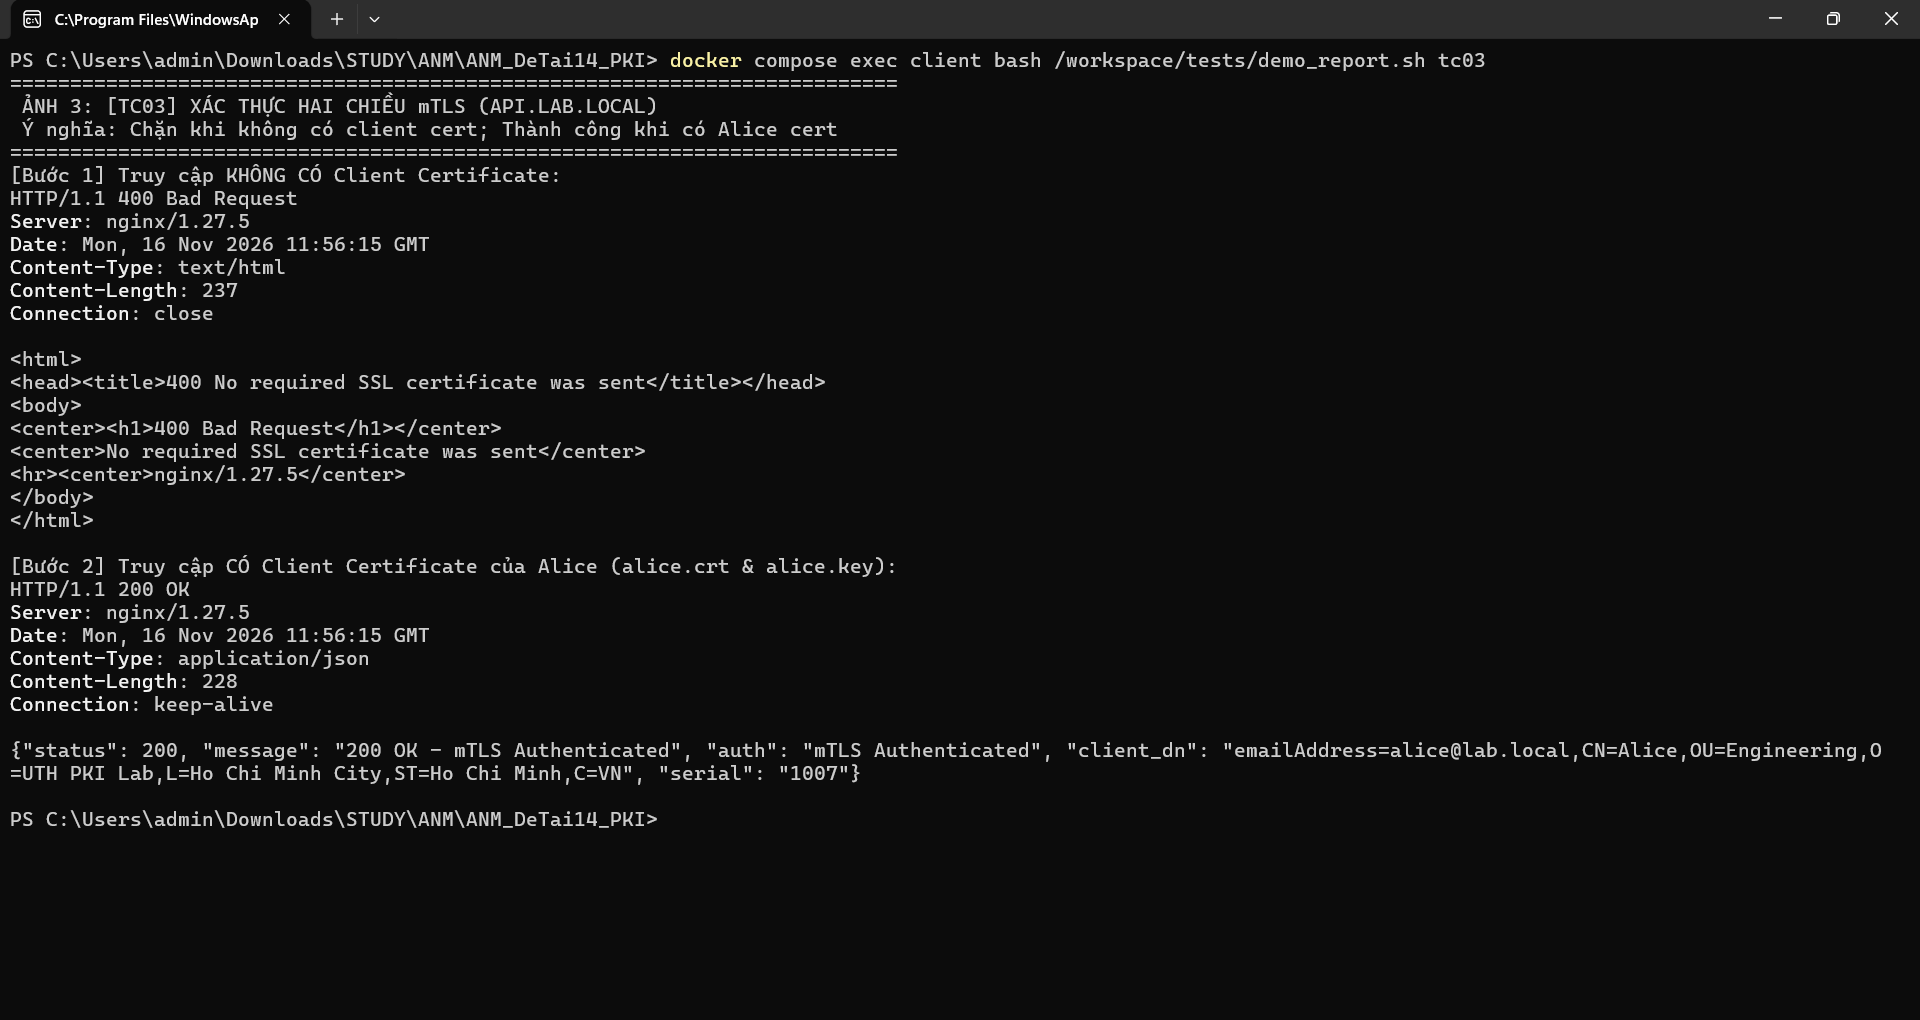 C:\Program Files\WindowsAp
PS C:\Users\admin\Downloads\STUDY\ANM\ANM_DeTai14_PKI> docker compose exec client bash /workspace/tests/demo_report.sh tc03
==========================================================================
ẢNH 3: [TC03] XÁC THỰC HAI CHIỀU mTLS (API.LAB.LOCAL)
Ý nghĩa: Chặn khi không có client cert; Thành công khi có Alice cert
==========================================================================
[Bước 1] Truy cập KHÔNG CÓ Client Certificate:
HTTP/1.1 400 Bad Request
Server: nginx/1.27.5
Date: Mon, 16 Nov 2026 11:56:15 GMT
Content-Type: text/html
Content-Length: 237
Connection: close
<html>
<head><title>400 No required SSL certificate was sent</title></head>
<body>
<center><h1>400 Bad Request</h1></center>
<center>No required SSL certificate was sent</center>
<hr><center>nginx/1.27.5</center>
</body>
</html>
[Bước 2] Truy cập CÓ Client Certificate của Alice (alice.crt & alice.key):
HTTP/1.1 200 OK
Server: nginx/1.27.5
Date: Mon, 16 Nov 2026 11:56:15 GMT
Content-Type: application/json
Content-Length: 228
Connection: keep-alive
{"status": 200, "message": "200 OK - mTLS Authenticated", "auth": "mTLS Authenticated", "client_dn": "emailAddress=alice@lab.local,CN=Alice,OU=Engineering,O
=UTH PKI Lab,L=Ho Chi Minh City,ST=Ho Chi Minh,C=VN", "serial": "1007"}
PS C:\Users\admin\Downloads\STUDY\ANM\ANM_DeTai14_PKI>